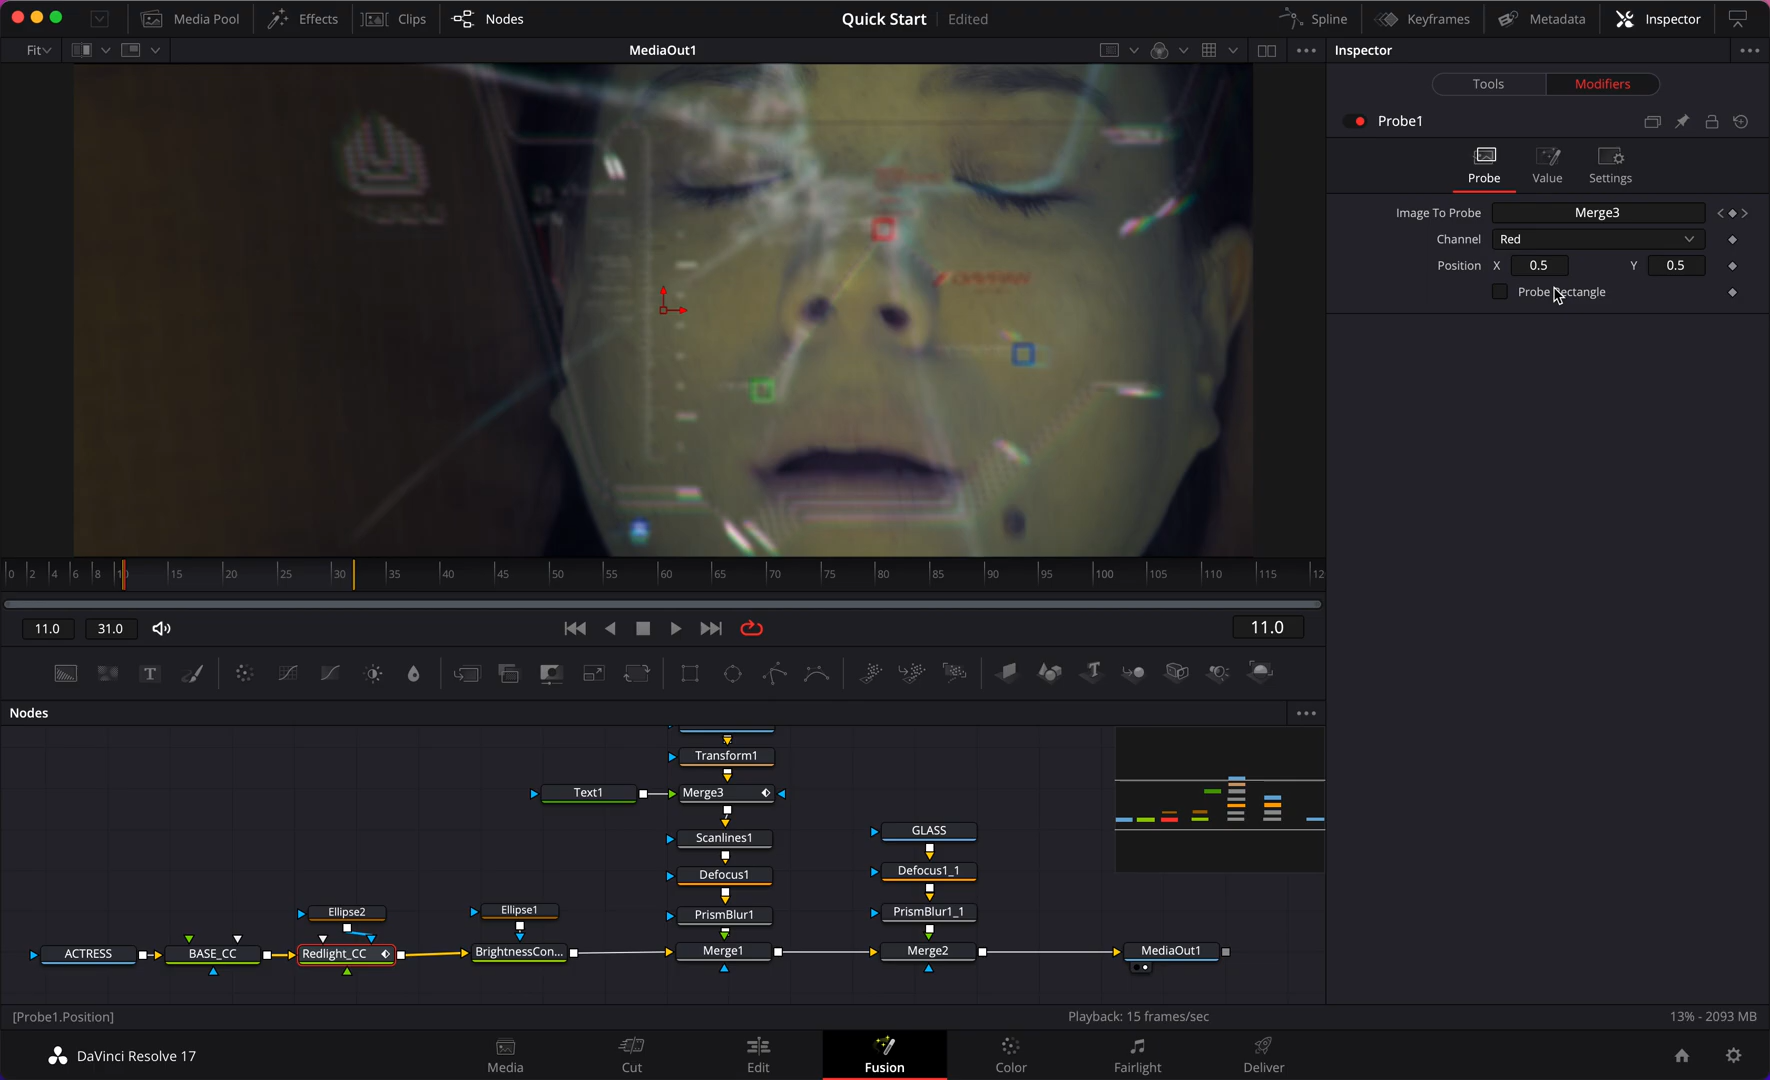 Media Pool
Effects
Clips
Nodes
Quick Start
Edited
Spline
Keyframes
Metadata
Inspector
Fit
MediaOut1
Inspector
Tools
Modifiers
Probe1
Probe
Value
Settings
Image To Probe
Merge3
Channel
Red
Position X 0.5 Y 0.5
Probe Rectangle
0 2 4 6 8 10 15 20 25 30 35 40 45 50 55 60 65 70 75 80 85 90 95 100 105 110 115 12
11.0
31.0
11.0
T
Nodes
Transform1
Text1
Merge3
Scanlines1
GLASS
Defocus1
Defocus1_1
Ellipse2
Ellipse1
PrismBlur1
PrismBlur1_1
ACTRESS
BASE_CC
Redlight_CC
BrightnessCon...
Merge1
Merge2
MediaOut1
[Probe1.Position]
Playback: 15 frames/sec
13% - 2093 MB
DaVinci Resolve 17
Media
Cut
Edit
Fusion
Color
Fairlight
Deliver